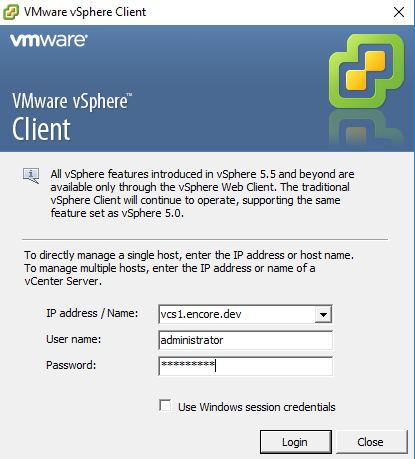 VMware vSphere Client
vmware
VMware vSphere™
Client
All vSphere features introduced in vSphere 5.5 and beyond are
available only through the vSphere Web Client. The traditional
vSphere Client will continue to operate, supporting the same
feature set as vSphere 5.0.
To directly manage a single host, enter the IP address or host name.
To manage multiple hosts, enter the IP address or name of a
vCenter Server.
IP address / Name: vcs1.encore.dev
User name: administrator
Password: *********
Use Windows session credentials
Login Close